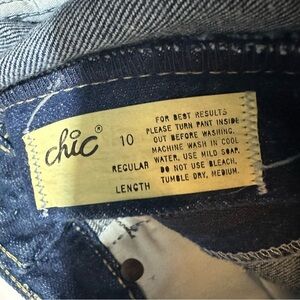 chic®
10
REGULAR
LENGTH
FOR BEST RESULTS
PLEASE TURN PANT INSIDE
OUT BEFORE WASHING.
MACHINE WASH IN COOL
WATER. USE MILD SOAP.
DO NOT USE BLEACH.
TUMBLE DRY, MEDIUM.